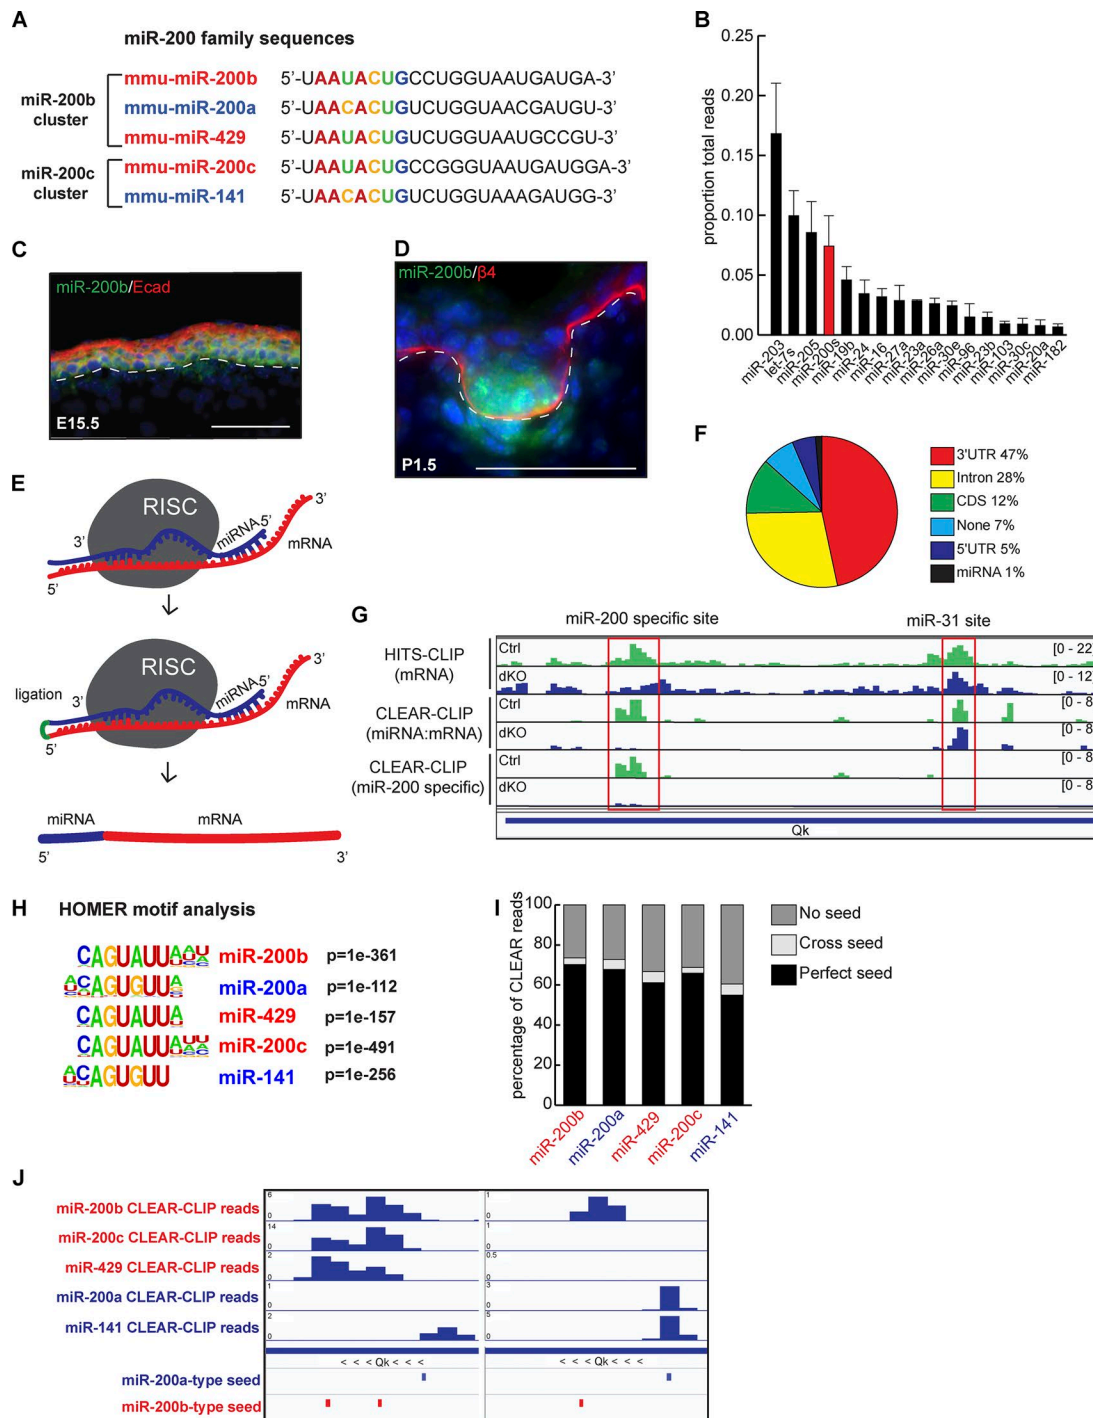 A
miR-200 family sequences
miR-200b cluster
mmu-miR-200b 5'-UAAUACUGCCUGGUAAUGAUGA-3'
mmu-miR-200a 5'-UAACACUGUCUGGUAACGAUGU-3'
mmu-miR-429 5'-UAAUACUGUCUGGUAAUGCCGU-3'
miR-200c cluster
mmu-miR-200c 5'-UAAUACUGCCGGGUAAUGAUGGA-3'
mmu-miR-141 5'-UAACACUGUCUGGUAAAGAUGG-3'
B
proportion total reads
0.25
0.20
0.15
0.10
0.05
0.00
miR-203
let-7s
miR-205
miR-200s
miR-19b
miR-24
miR-16
miR-27a
miR-23a
miR-26a
miR-30e
miR-96
miR-23b
miR-103
miR-30c
miR-20a
miR-182
C
miR-200b/Ecad
E15.5
D
miR-200b/β4
P1.5
E
RISC
3'
miRNA
5'
3'
mRNA
5'
RISC
ligation
3'
miRNA
5'
3'
mRNA
5'
miRNA
mRNA
5'
3'
F
3'UTR 47%
Intron 28%
CDS 12%
None 7%
5'UTR 5%
miRNA 1%
G
miR-200 specific site
miR-31 site
HITS-CLIP
(mRNA)
Ctrl [0 - 22]
dKO [0 - 12]
CLEAR-CLIP
(miRNA:mRNA)
Ctrl [0 - 8]
dKO [0 - 8]
CLEAR-CLIP
(miR-200 specific)
Ctrl [0 - 8]
dKO [0 - 8]
Qk
H
HOMER motif analysis
CAGUAUU miR-200b p=1e-361
CAGUGUU miR-200a p=1e-112
CAGUAUU miR-429 p=1e-157
CAGUAUU miR-200c p=1e-491
CAGUGUU miR-141 p=1e-256
I
percentage of CLEAR reads
100
80
60
40
20
0
miR-200b
miR-200a
miR-429
miR-200c
miR-141
No seed
Cross seed
Perfect seed
J
miR-200b CLEAR-CLIP reads 6 0 1 0
miR-200c CLEAR-CLIP reads 14 0 1 0
miR-429 CLEAR-CLIP reads 2 0 0.5 0
miR-200a CLEAR-CLIP reads 1 0 3 0
miR-141 CLEAR-CLIP reads 2 0 5 0
< < < Qk < < < < < < Qk < < <
miR-200a-type seed
miR-200b-type seed